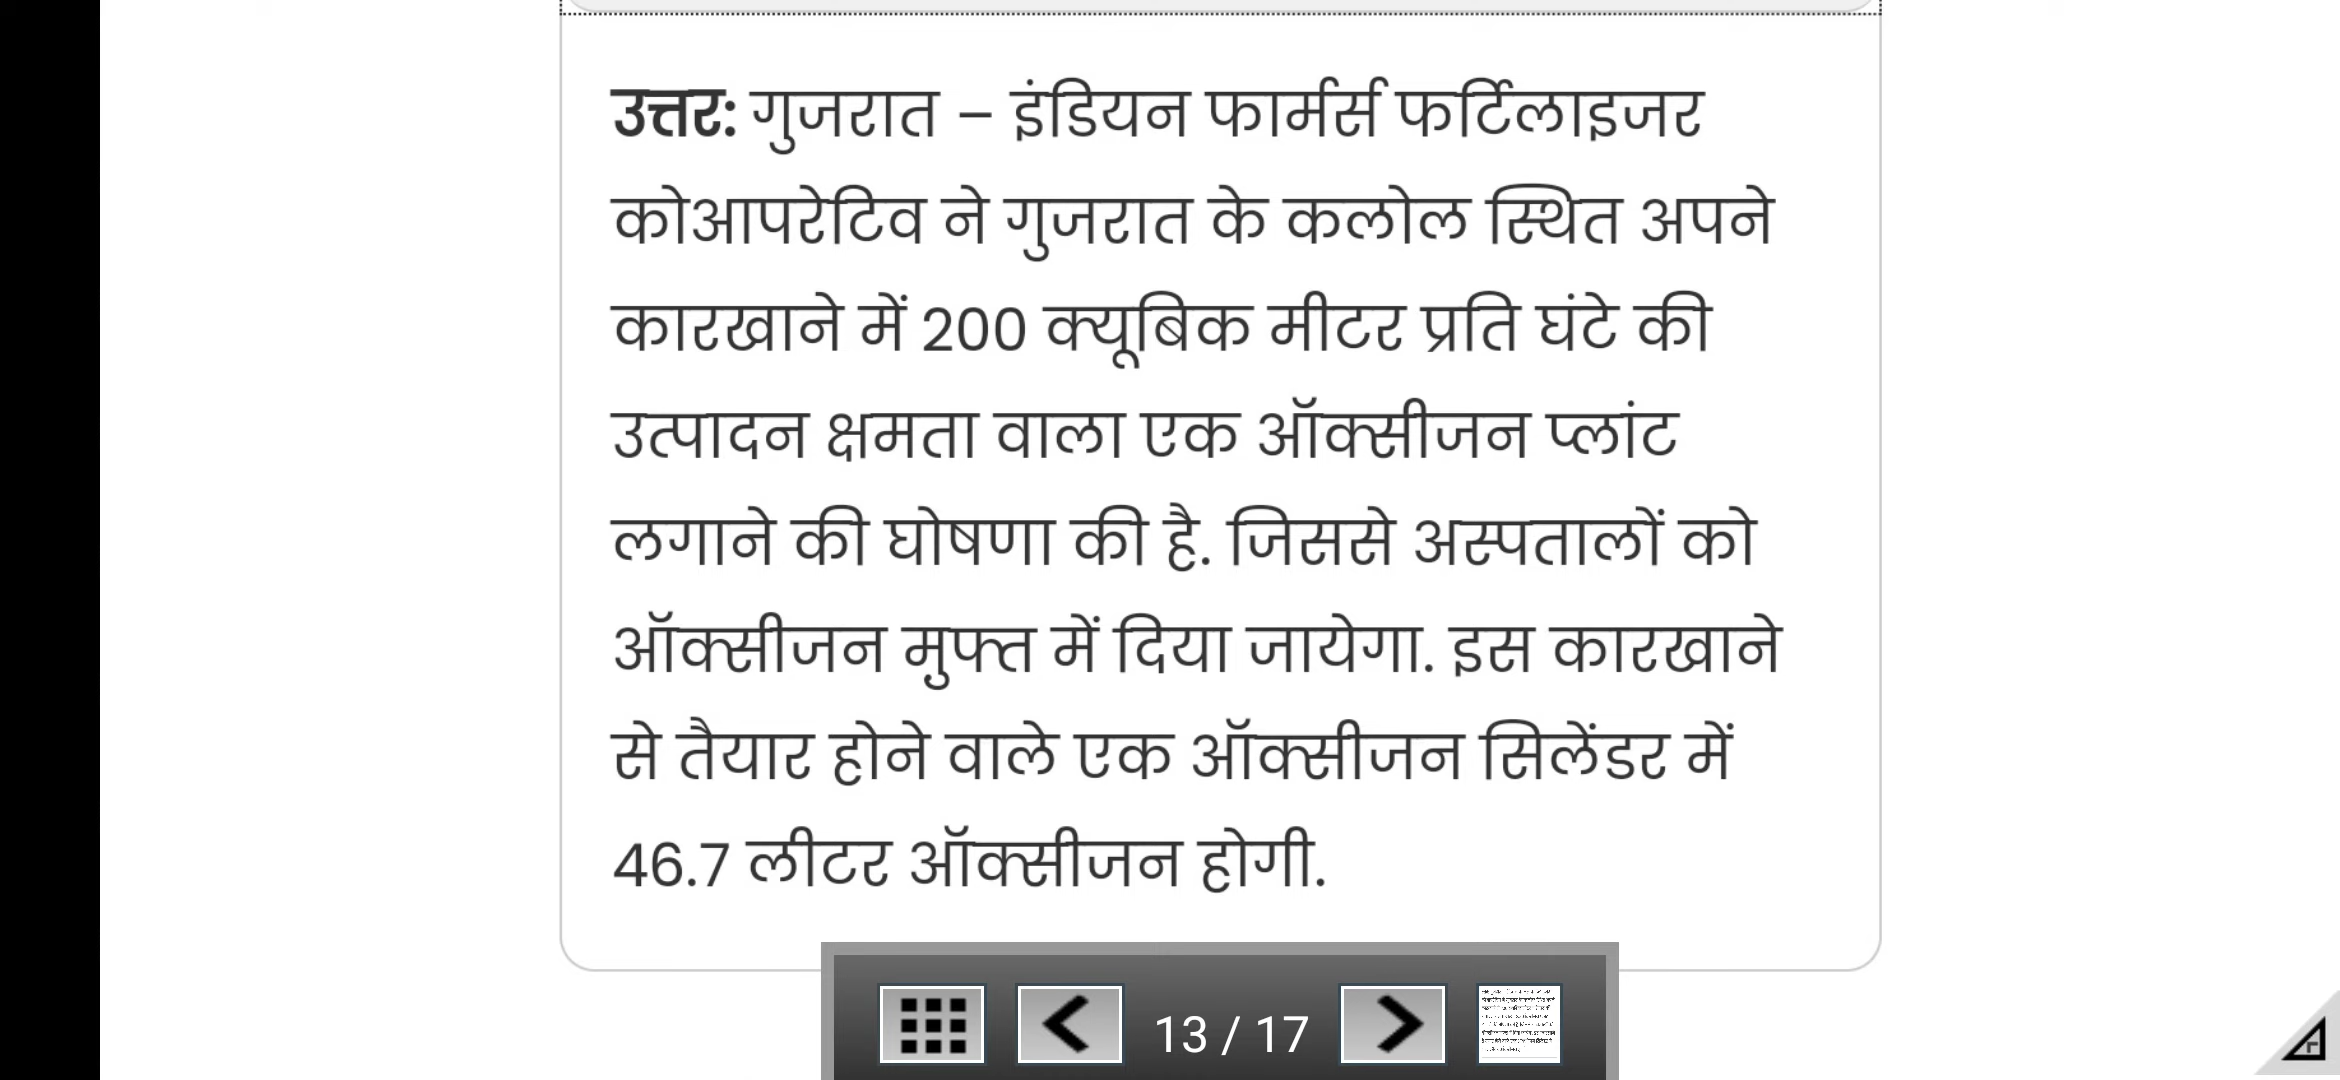 उत्तर: गुजरात – इंडियन फार्मर्स फर्टिलाइजर
कोआपरेटिव ने गुजरात के कलोल स्थित अपने
कारखाने में 200 क्यूबिक मीटर प्रति घंटे की
उत्पादन क्षमता वाला एक ऑक्सीजन प्लांट
लगाने की घोषणा की है. जिससे अस्पतालों को
ऑक्सीजन मुफ्त में दिया जायेगा. इस कारखाने
से तैयार होने वाले एक ऑक्सीजन सिलेंडर में
46.7 लीटर ऑक्सीजन होगी.
13 / 17